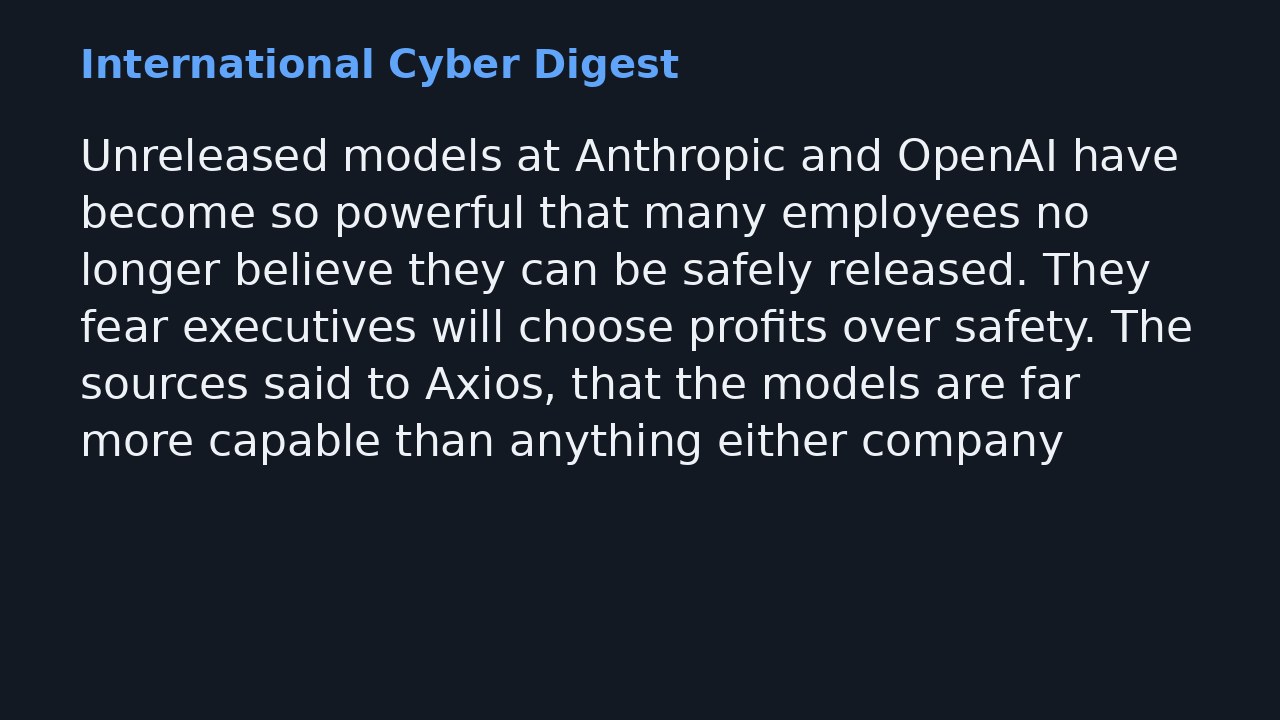 International Cyber Digest
Unreleased models at Anthropic and OpenAI have
become so powerful that many employees no
longer believe they can be safely released. They
fear executives will choose profits over safety. The
sources said to Axios, that the models are far
more capable than anything either company